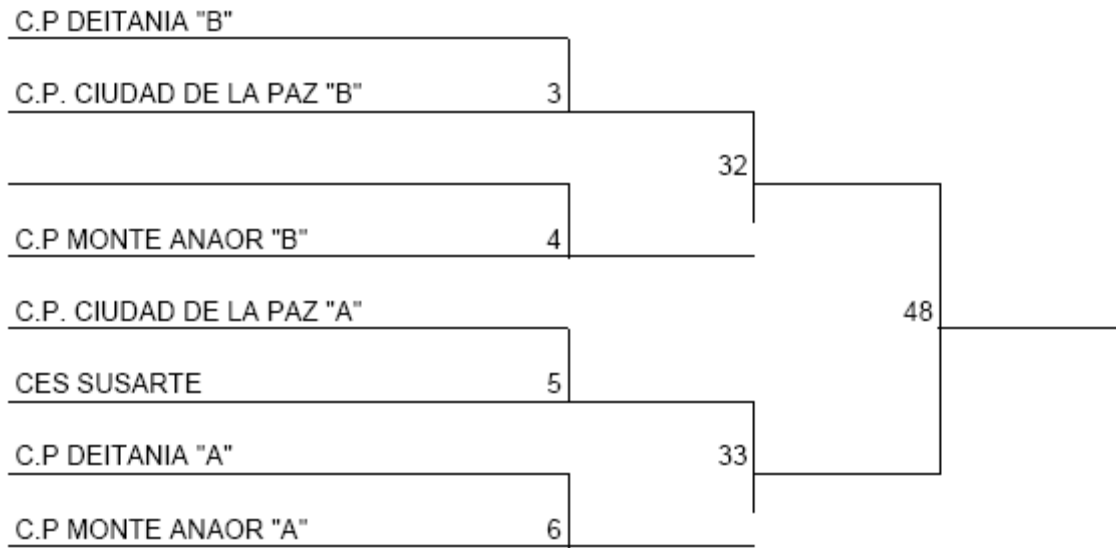 C.P DEITANIA "B"
C.P. CIUDAD DE LA PAZ "B" 3
32
C.P MONTE ANAOR "B" 4
C.P. CIUDAD DE LA PAZ "A"
48
CES SUSARTE 5
C.P DEITANIA "A"
33
C.P MONTE ANAOR "A" 6